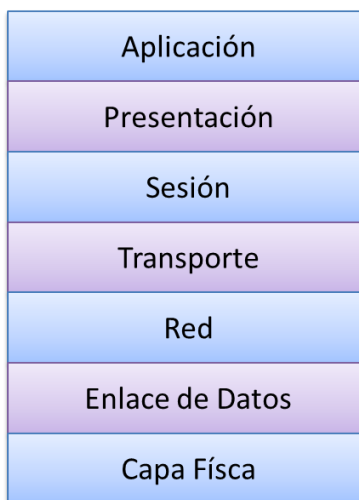 Aplicación
Presentación
Sesión
Transporte
Red
Enlace de Datos
Capa Físca